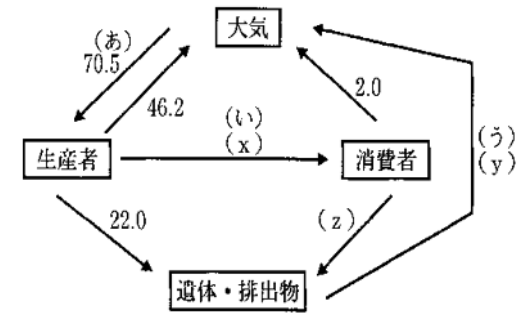 大気
(あ)
70.5
46.2
2.0
(い)
(x)
(う)
(y)
生産者
消費者
22.0
(z)
遺体・排出物